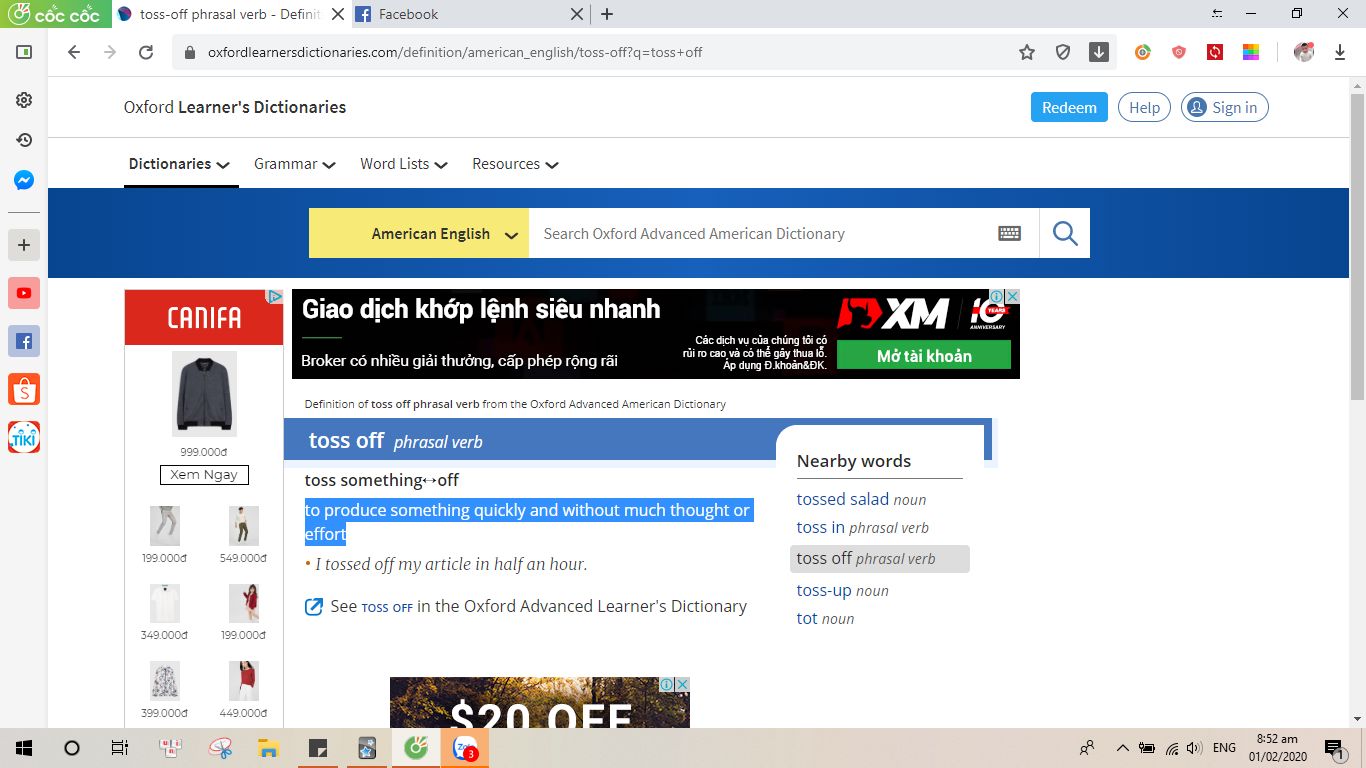 cốc cốc
toss-off phrasal verb - Definit
Facebook
oxfordlearnersdictionaries.com/definition/american_english/toss-off?q=toss+off
Oxford Learner's Dictionaries
Redeem
Help
Sign in
Dictionaries
Grammar
Word Lists
Resources
American English
Search Oxford Advanced American Dictionary
CANIFA
999.000đ
Xem Ngay
199.000đ
549.000đ
349.000đ
199.000đ
399.000đ
449.000đ
Giao dịch khớp lệnh siêu nhanh
Broker có nhiều giải thưởng, cấp phép rộng rãi
Các dịch vụ của chúng tôi có
rủi ro cao và có thể gây thua lỗ.
Áp dụng Đ.khoản&ĐK.
XM
10 YEARS
ANNIVERSARY
Mở tài khoản
Definition of toss off phrasal verb from the Oxford Advanced American Dictionary
toss off phrasal verb
toss something↔off
to produce something quickly and without much thought or
effort
• I tossed off my article in half an hour.
See TOSS OFF in the Oxford Advanced Learner's Dictionary
Nearby words
tossed salad noun
toss in phrasal verb
toss off phrasal verb
toss-up noun
tot noun
$20 OFF
S
TIKI
Zalo
3
ENG
8:52 am
01/02/2020
1